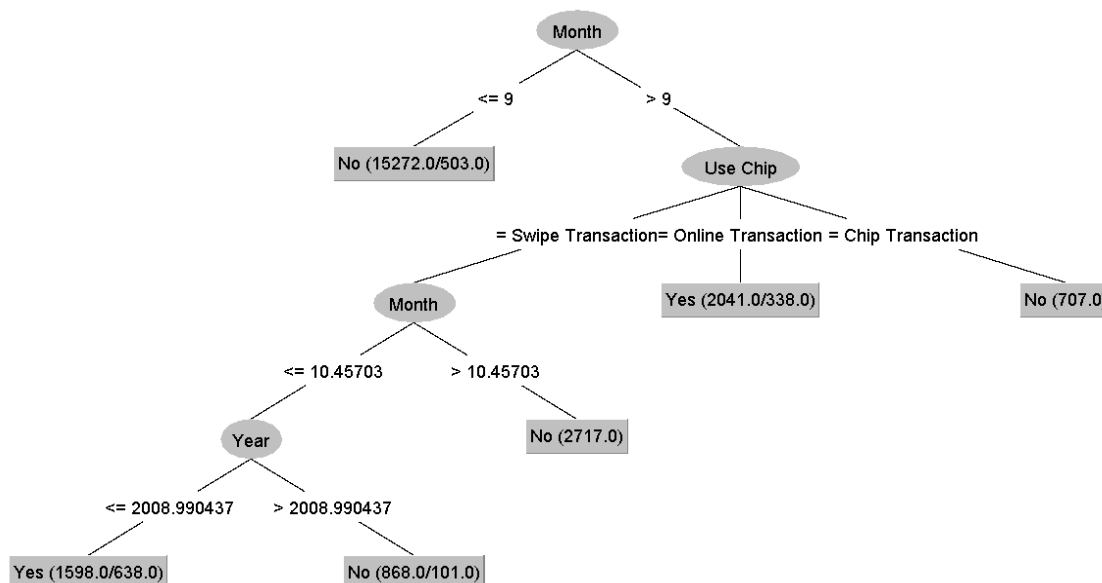 Month
<= 9
> 9
No (15272.0/503.0)
Use Chip
= Swipe Transaction= Online Transaction = Chip Transaction
Month
Yes (2041.0/338.0)
No (707.0
<= 10.45703
> 10.45703
Year
No (2717.0)
<= 2008.990437
> 2008.990437
Yes (1598.0/638.0)
No (868.0/101.0)